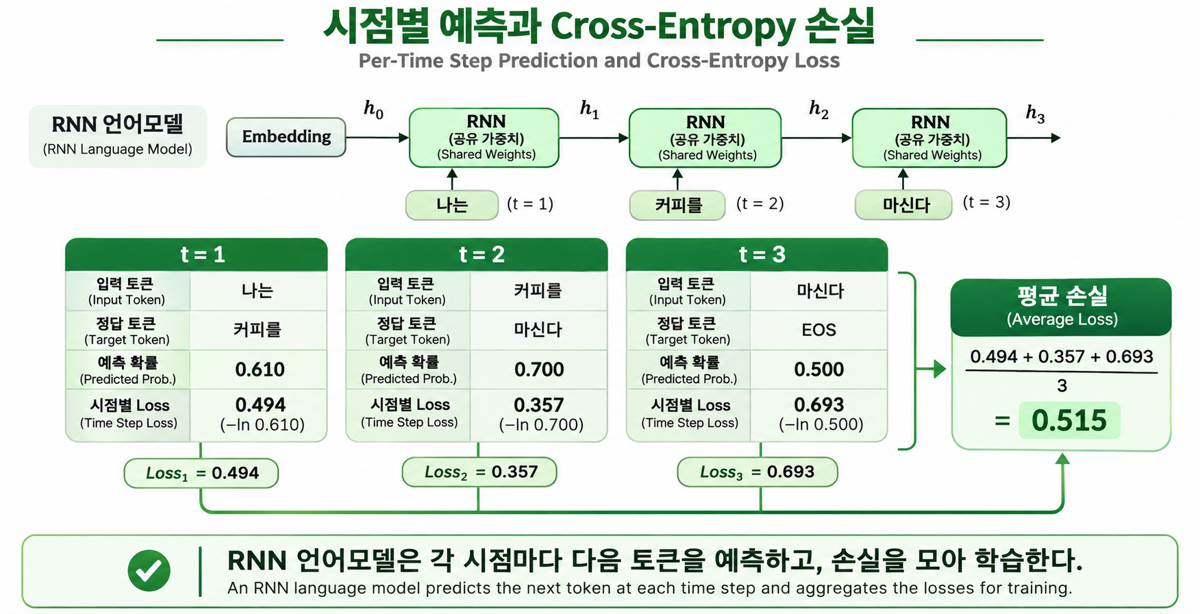 시점별 예측과 Cross-Entropy 손실
Per-Time Step Prediction and Cross-Entropy Loss
RNN 언어모델
(RNN Language Model)
Embedding
h₀
RNN
(공유 가중치)
(Shared Weights)
h₁
RNN
(공유 가중치)
(Shared Weights)
h₂
RNN
(공유 가중치)
(Shared Weights)
h₃
나는 (t = 1)
커피를 (t = 2)
마신다 (t = 3)
t = 1
입력 토큰
(Input Token)
나는
정답 토큰
(Target Token)
커피를
예측 확률
(Predicted Prob.)
0.610
시점별 Loss
(Time Step Loss)
0.494
(−ln 0.610)
Loss₁ = 0.494
t = 2
입력 토큰
(Input Token)
커피를
정답 토큰
(Target Token)
마신다
예측 확률
(Predicted Prob.)
0.700
시점별 Loss
(Time Step Loss)
0.357
(−ln 0.700)
Loss₂ = 0.357
t = 3
입력 토큰
(Input Token)
마신다
정답 토큰
(Target Token)
EOS
예측 확률
(Predicted Prob.)
0.500
시점별 Loss
(Time Step Loss)
0.693
(−ln 0.500)
Loss₃ = 0.693
평균 손실
(Average Loss)
0.494 + 0.357 + 0.693
3
= 0.515
RNN 언어모델은 각 시점마다 다음 토큰을 예측하고, 손실을 모아 학습한다.
An RNN language model predicts the next token at each time step and aggregates the losses for training.